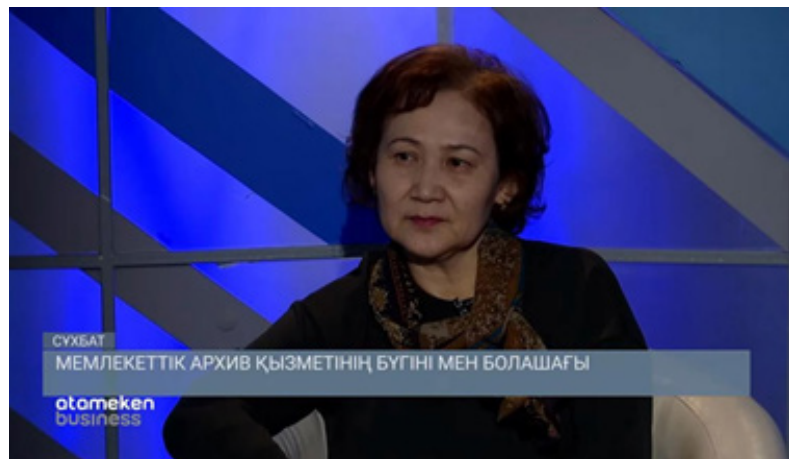 СҰХБАТ
МЕМЛЕКЕТТІК АРХИВ ҚЫЗМЕТІНІҢ БҮГІНІ МЕН БОЛАШАҒЫ
atameken
business